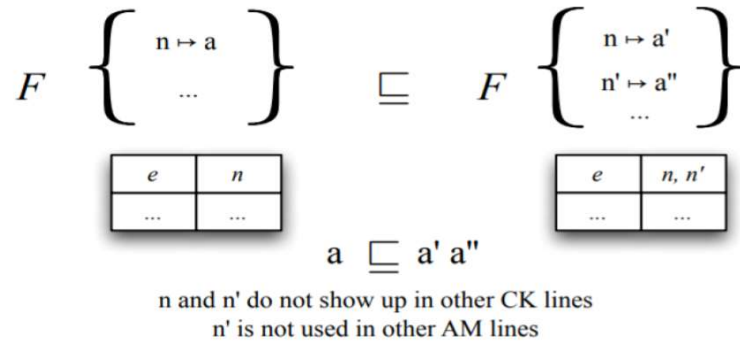 F { n ↦ a ... } ⊑ F { n ↦ a' n' ↦ a" ... }
e n
... ...
e n, n'
... ...
a ⊑ a' a"
n and n' do not show up in other CK lines
n' is not used in other AM lines